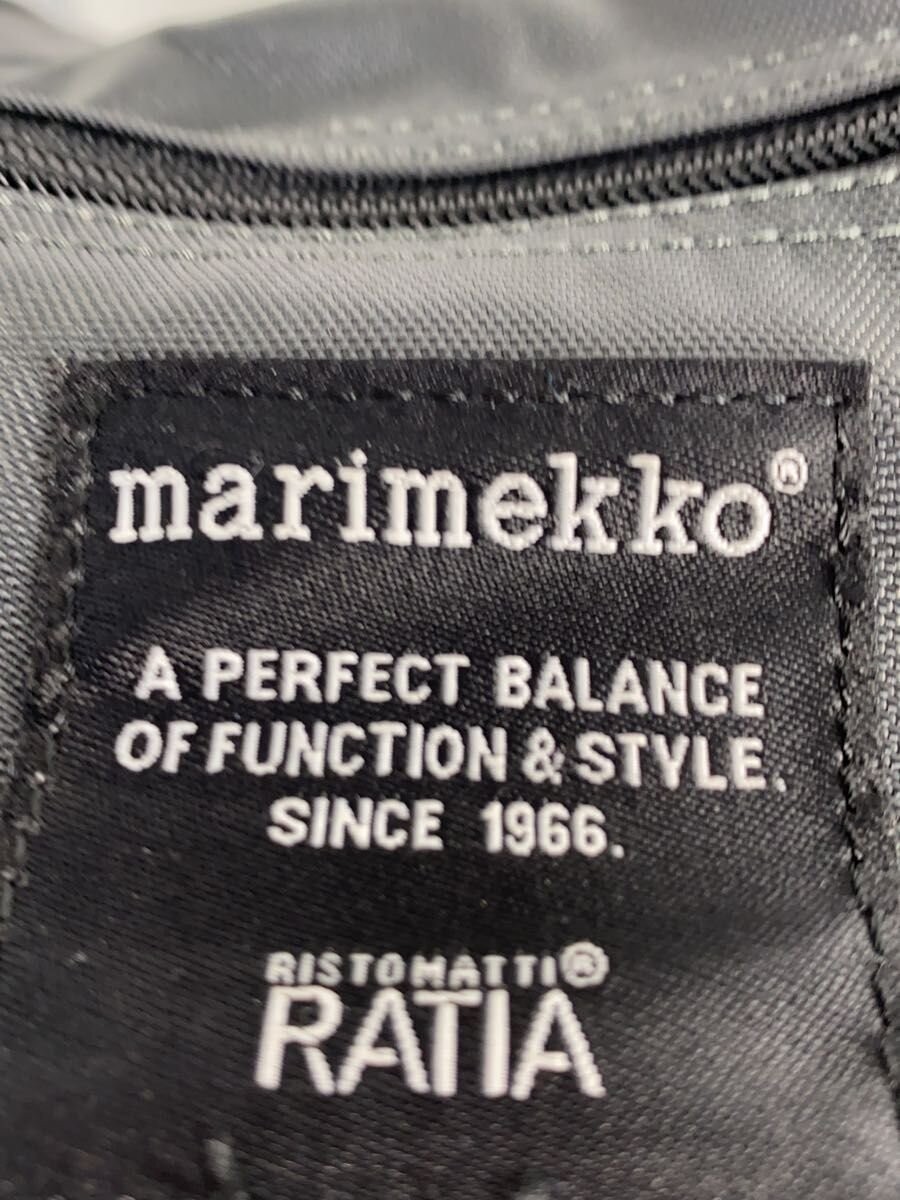 marimekko®
A PERFECT BALANCE
OF FUNCTION & STYLE.
SINCE 1966.
RISTOMATTI®
RATIA